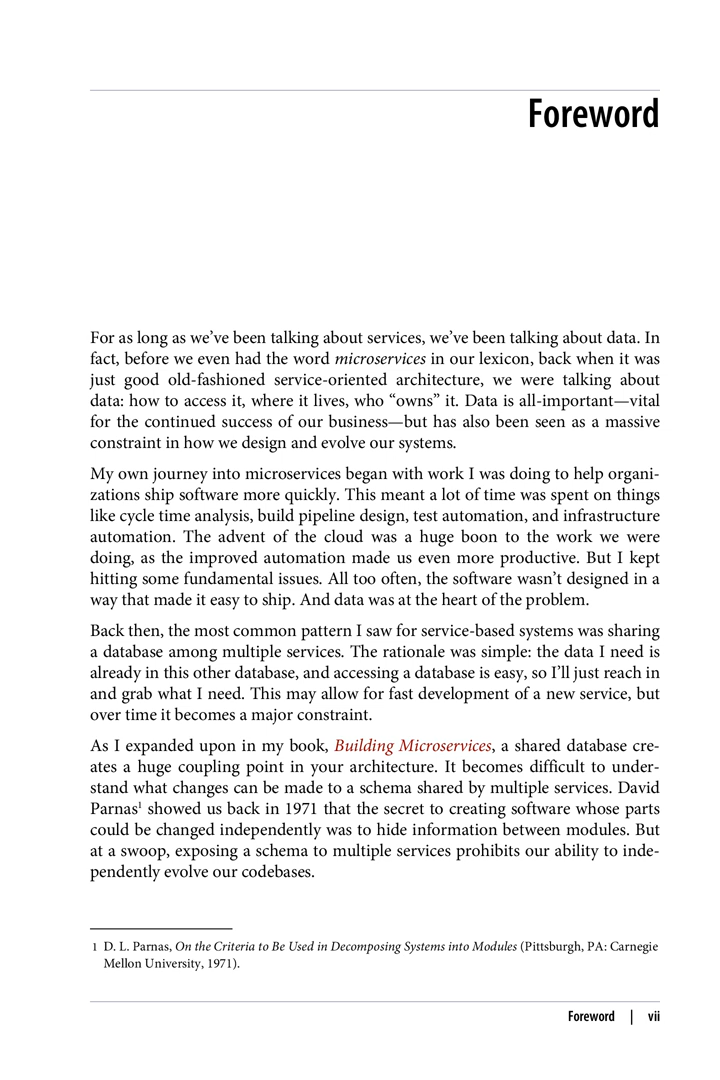 Foreword
For as long as we’ve been talking about services, we’ve been talking about data. In
fact, before we even had the word microservices in our lexicon, back when it was
just good old-fashioned service-oriented architecture, we were talking about
data: how to access it, where it lives, who “owns” it. Data is all-important—vital
for the continued success of our business—but has also been seen as a massive
constraint in how we design and evolve our systems.
My own journey into microservices began with work I was doing to help organi-
zations ship software more quickly. This meant a lot of time was spent on things
like cycle time analysis, build pipeline design, test automation, and infrastructure
automation. The advent of the cloud was a huge boon to the work we were
doing, as the improved automation made us even more productive. But I kept
hitting some fundamental issues. All too often, the software wasn’t designed in a
way that made it easy to ship. And data was at the heart of the problem.
Back then, the most common pattern I saw for service-based systems was sharing
a database among multiple services. The rationale was simple: the data I need is
already in this other database, and accessing a database is easy, so I’ll just reach in
and grab what I need. This may allow for fast development of a new service, but
over time it becomes a major constraint.
As I expanded upon in my book, Building Microservices, a shared database cre-
ates a huge coupling point in your architecture. It becomes difficult to under-
stand what changes can be made to a schema shared by multiple services. David
Parnas¹ showed us back in 1971 that the secret to creating software whose parts
could be changed independently was to hide information between modules. But
at a swoop, exposing a schema to multiple services prohibits our ability to inde-
pendently evolve our codebases.
1 D. L. Parnas, On the Criteria to Be Used in Decomposing Systems into Modules (Pittsburgh, PA: Carnegie
Mellon University, 1971).
Foreword | vii